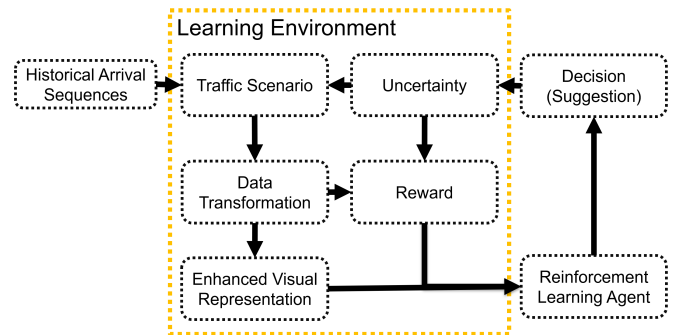 Learning Environment
Historical Arrival
Sequences
Traffic Scenario
Uncertainty
Decision
(Suggestion)
Data
Transformation
Reward
Enhanced Visual
Representation
Reinforcement
Learning Agent